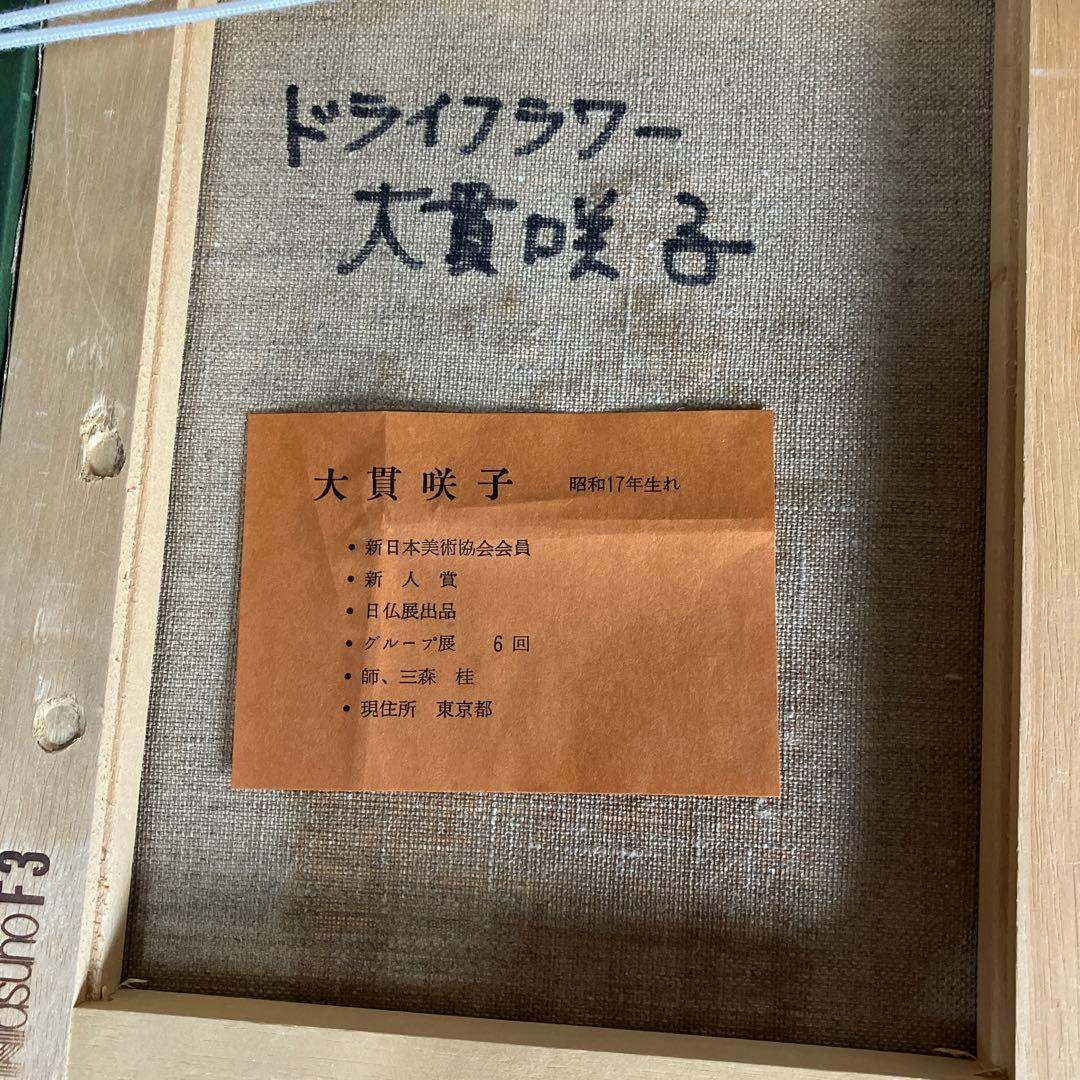 ドライフラワー
大貫咲子
大貫咲子　昭和17年生れ
・新日本美術協会会員
・新　人　賞
・日仏展出品
・グループ展　6回
・師、三森　桂
・現住所　東京都
F3